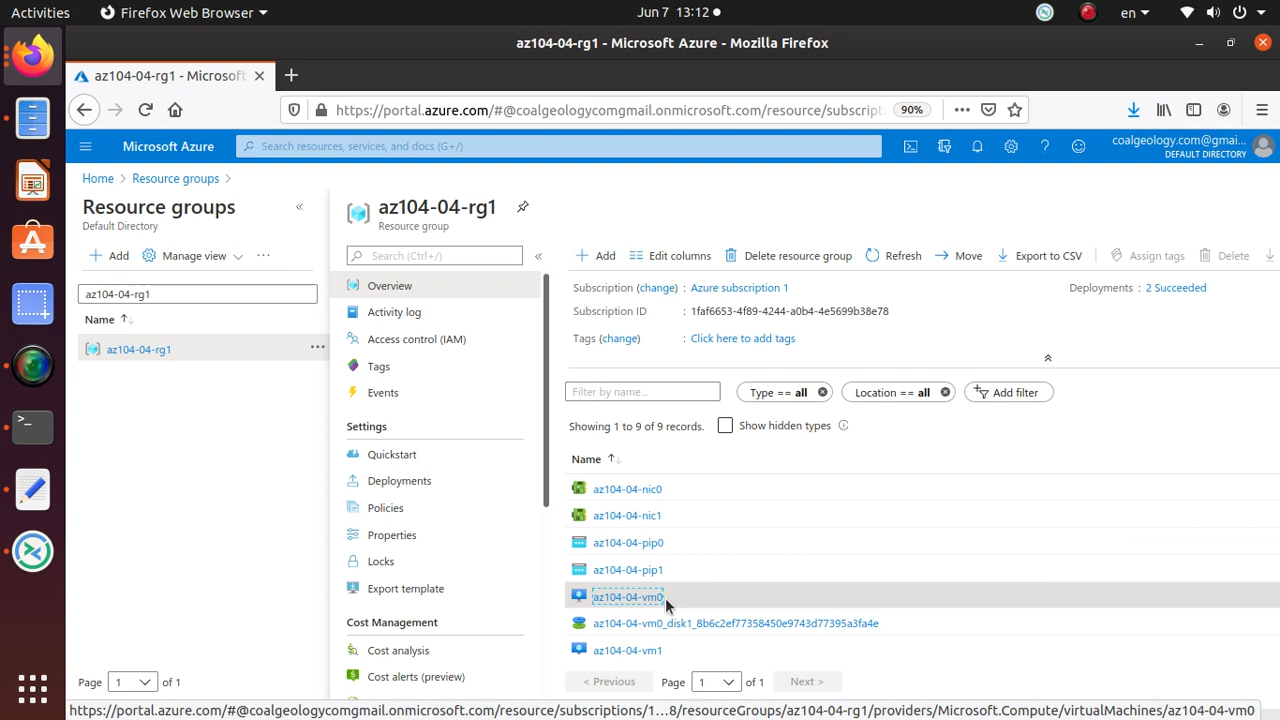 Activities
Firefox Web Browser
Jun 7 13:12
en
az104-04-rg1 - Microsoft Azure - Mozilla Firefox
az104-04-rg1 - Microsoft
https://portal.azure.com/#@coalgeologycomgmail.onmicrosoft.com/resource/subscript
90%
Microsoft Azure
Search resources, services, and docs (G+/)
coalgeology.com@gmai...
DEFAULT DIRECTORY
Home
Resource groups
Resource groups
Default Directory
Add
Manage view
az104-04-rg1
Name
az104-04-rg1
Page 1 of 1
az104-04-rg1
Resource group
Search (Ctrl+/)
Overview
Activity log
Access control (IAM)
Tags
Events
Settings
Quickstart
Deployments
Policies
Properties
Locks
Export template
Cost Management
Cost analysis
Cost alerts (preview)
Add
Edit columns
Delete resource group
Refresh
Move
Export to CSV
Assign tags
Delete
Subscription (change) : Azure subscription 1
Deployments : 2 Succeeded
Subscription ID : 1faf6653-4f89-4244-a0b4-4e5699b38e78
Tags (change) : Click here to add tags
Filter by name...
Type == all
Location == all
Add filter
Showing 1 to 9 of 9 records.
Show hidden types
Name
az104-04-nic0
az104-04-nic1
az104-04-pip0
az104-04-pip1
az104-04-vm0
az104-04-vm0_disk1_8b6c2ef77358450e9743d77395a3fa4e
az104-04-vm1
< Previous
Page 1 of 1
Next >
https://portal.azure.com/#@coalgeologycomgmail.onmicrosoft.com/resource/subscriptions/1…8/resourceGroups/az104-04-rg1/providers/Microsoft.Compute/virtualMachines/az104-04-vm0